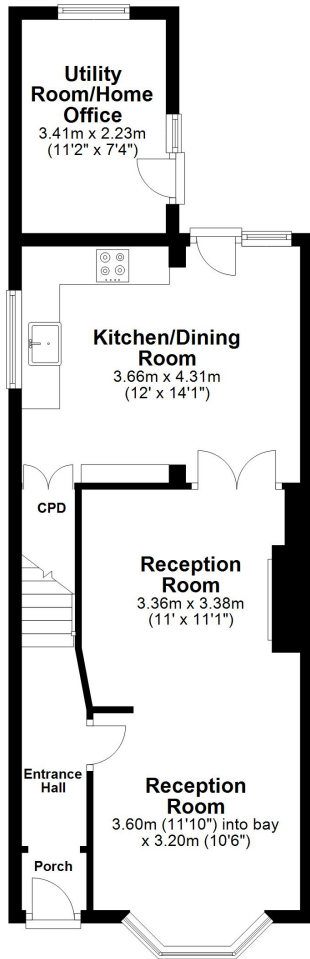 Utility
Room/Home
Office
3.41m x 2.23m
(11'2" x 7'4")
Kitchen/Dining
Room
3.66m x 4.31m
(12' x 14'1")
CPD
Reception
Room
3.36m x 3.38m
(11' x 11'1")
Entrance
Hall
Reception
Room
3.60m (11'10") into bay
x 3.20m (10'6")
Porch